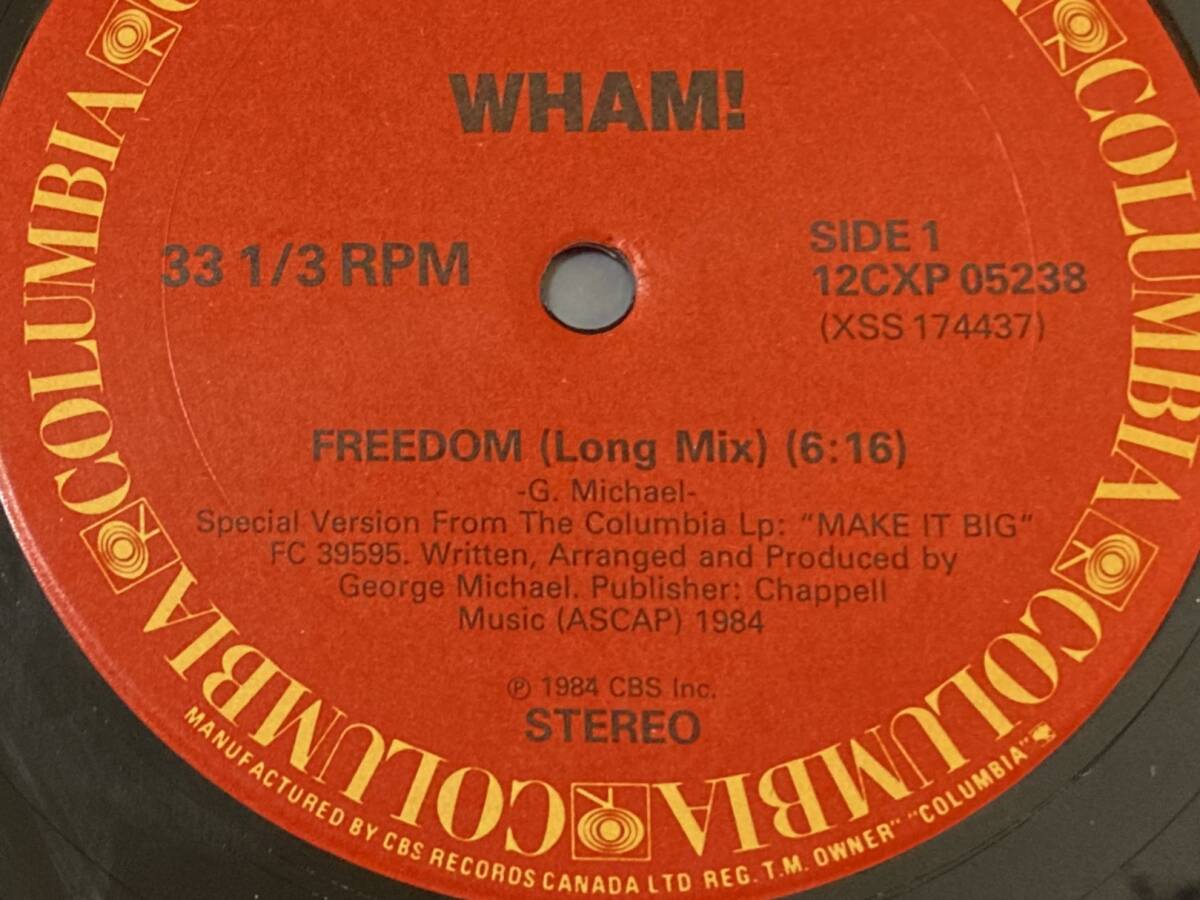 WHAM!
33 1/3 RPM
SIDE 1
12CXP 05238
(XSS 174437)
FREEDOM (Long Mix) (6:16)
-G. Michael-
Special Version From The Columbia Lp: “MAKE IT BIG”
FC 39595. Written, Arranged and Produced by
George Michael. Publisher: Chappell
Music (ASCAP) 1984
℗ 1984 CBS Inc.
STEREO
COLUMBIA
COLUMBIA
COLUMBIA
COLUMBIA
MANUFACTURED BY CBS RECORDS CANADA LTD REG. T.M. OWNER" "COLUMBIA"